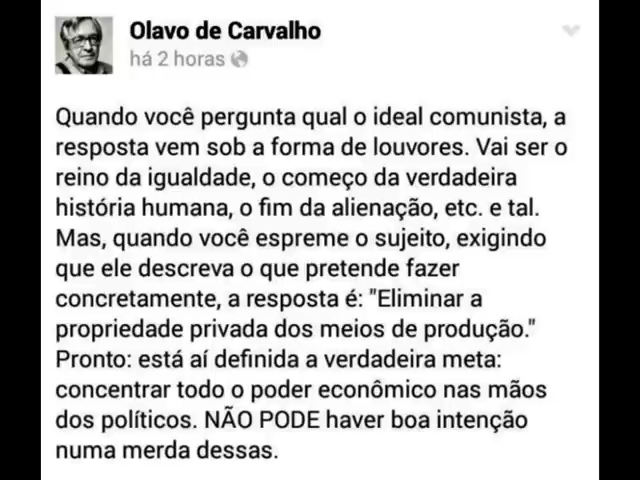 Olavo de Carvalho
há 2 horas
Quando você pergunta qual o ideal comunista, a
resposta vem sob a forma de louvores. Vai ser o
reino da igualdade, o começo da verdadeira
história humana, o fim da alienação, etc. e tal.
Mas, quando você espreme o sujeito, exigindo
que ele descreva o que pretende fazer
concretamente, a resposta é: "Eliminar a
propriedade privada dos meios de produção."
Pronto: está aí definida a verdadeira meta:
concentrar todo o poder econômico nas mãos
dos políticos. NÃO PODE haver boa intenção
numa merda dessas.